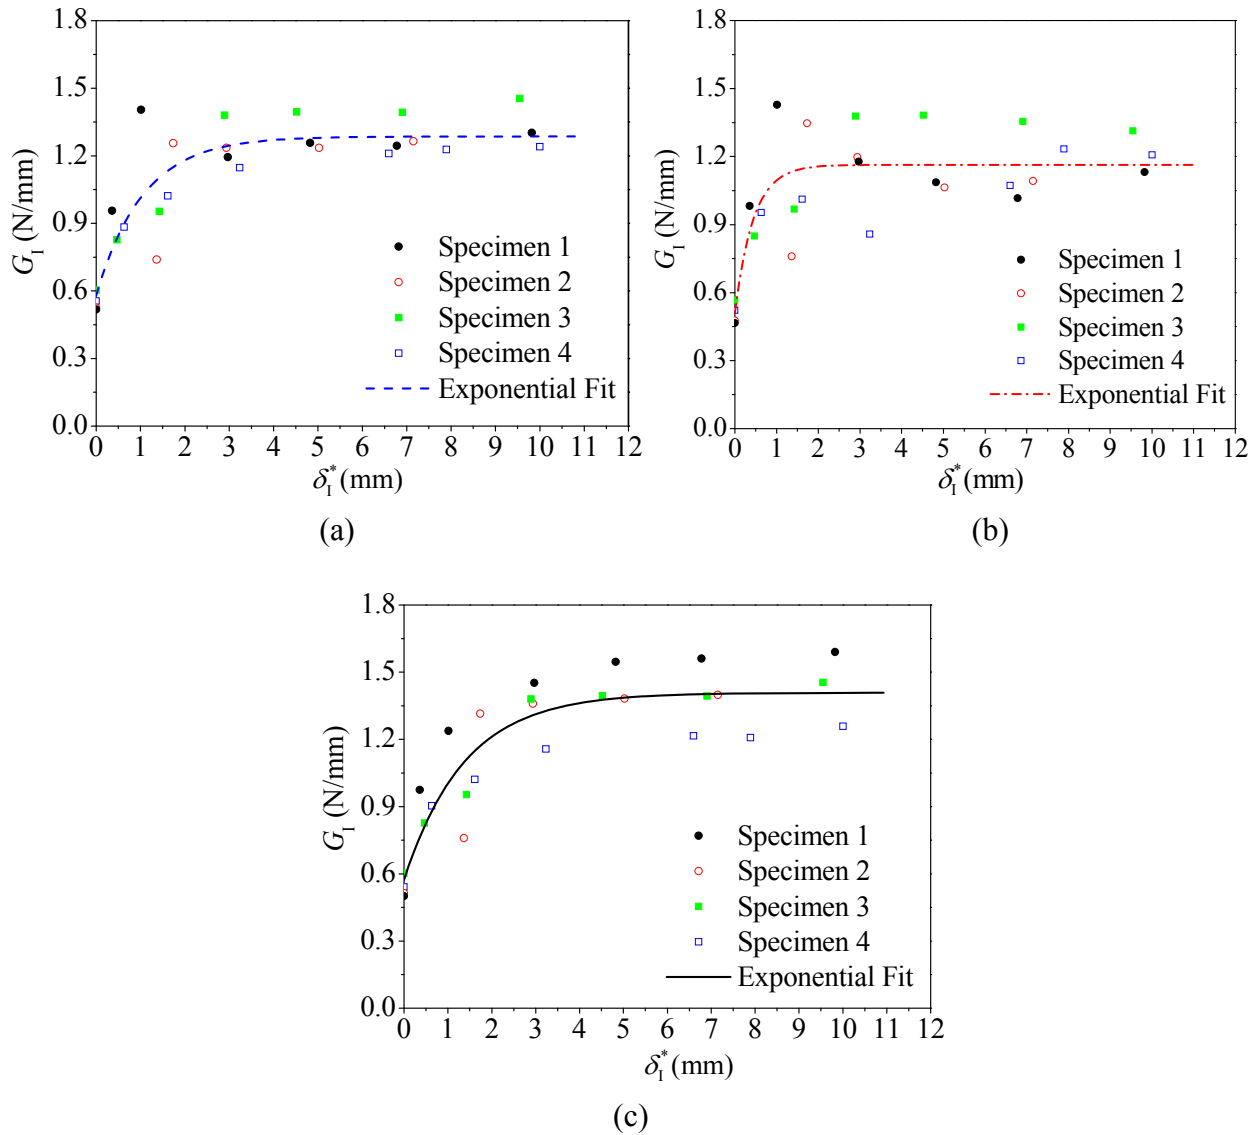 1.8
1.5
1.2
0.9
0.6
0.3
0.0
G_I (N/mm)
Specimen 1
Specimen 2
Specimen 3
Specimen 4
Exponential Fit
0 1 2 3 4 5 6 7 8 9 10 11 12
δ_I^* (mm)
(a)
1.8
1.5
1.2
0.9
0.6
0.3
0.0
G_I (N/mm)
Specimen 1
Specimen 2
Specimen 3
Specimen 4
Exponential Fit
0 1 2 3 4 5 6 7 8 9 10 11 12
δ_I^* (mm)
(b)
1.8
1.5
1.2
0.9
0.6
0.3
0.0
G_I (N/mm)
Specimen 1
Specimen 2
Specimen 3
Specimen 4
Exponential Fit
0 1 2 3 4 5 6 7 8 9 10 11 12
δ_I^* (mm)
(c)